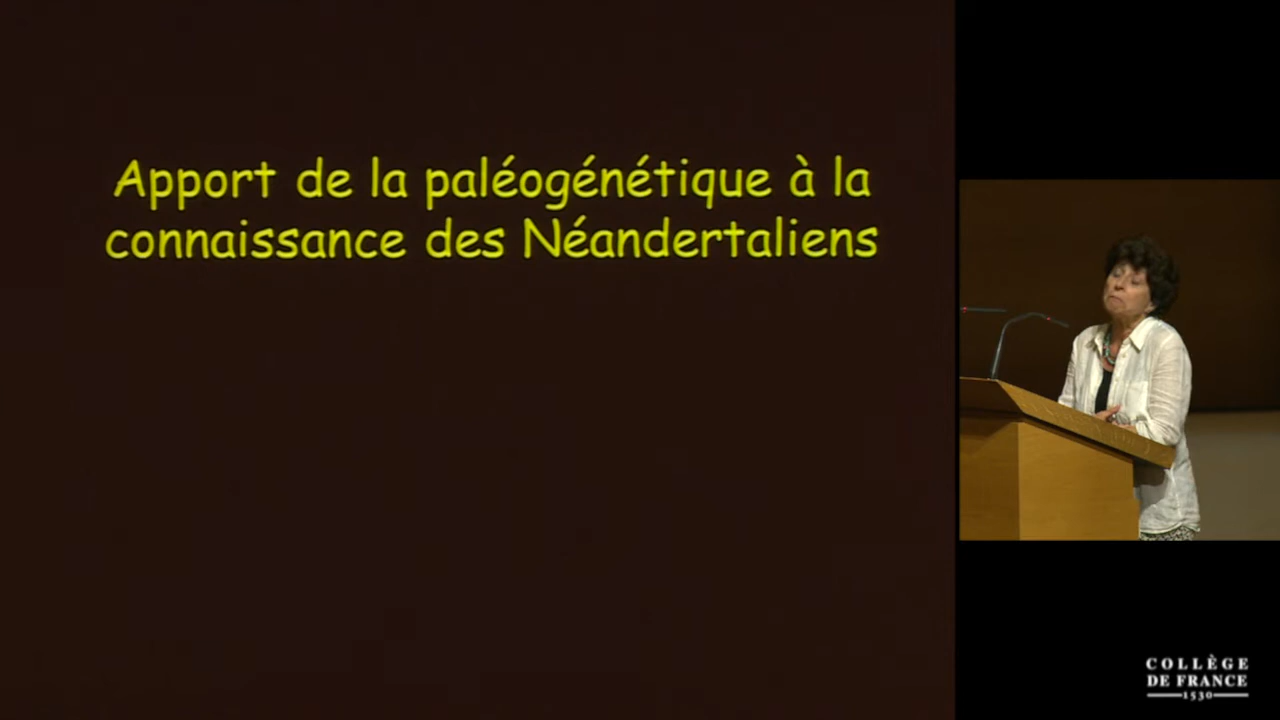 Apport de la paléogénétique à la
connaissance des Néandertaliens
COLLÈGE
DE FRANCE
1530